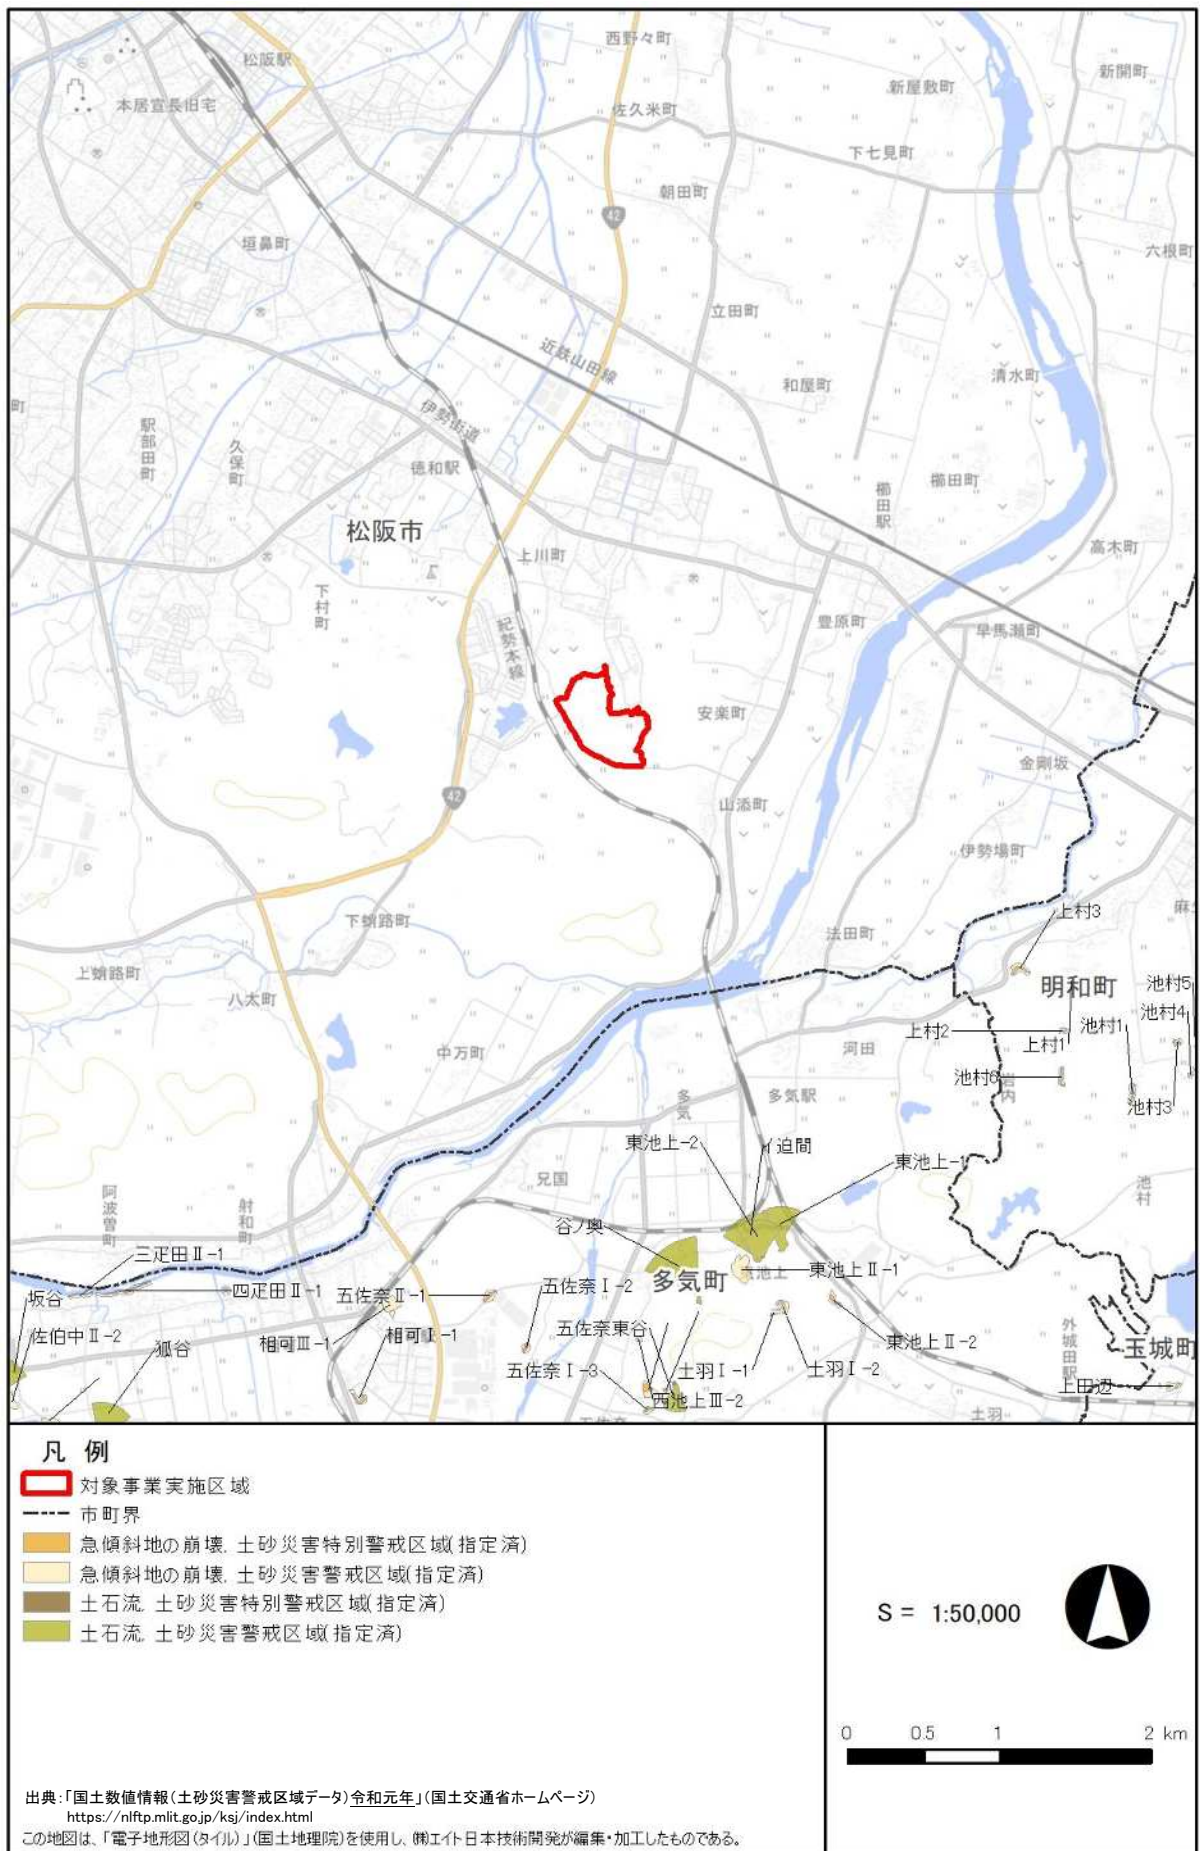 西野々町
松阪駅
新屋敷町
新開町
本居宣長旧宅
佐久米町
下七見町
朝田町
42
垣鼻町
六根町
立田町
近鉄山田線
清水町
和屋町
町
伊勢街道
駅部田町
久保町
徳和駅
櫛田町
櫛田駅
松阪市
上川町
高木町
下村町
紀勢本線
豊原町
早馬瀬町
安楽町
金剛坂
42
山添町
伊勢場町
下蛸路町
上村3
法田町
上蛸路町
明和町
池村5
八太町
池村4
上村2
池村1
中万町
河田
上村1
池村6
岩内
多気
多気駅
池村3
東池上-2
迫間
東池上-1
兄国
池村
阿波曽町
射和町
谷ノ奥
三疋田Ⅱ-1
東池上Ⅱ-1
多気町
四疋田Ⅱ-1
五佐奈Ⅱ-1
五佐奈Ⅰ-2
坂谷
佐伯中Ⅱ-2
相可Ⅲ-1
相可Ⅰ-1
五佐奈東谷
東池上Ⅱ-2
外城田駅
玉城町
狐谷
五佐奈Ⅰ-3
土羽Ⅰ-1
土羽Ⅰ-2
上田辺
西池上Ⅲ-2
土羽
凡 例
対象事業実施区域
市町界
急傾斜地の崩壊, 土砂災害特別警戒区域(指定済)
急傾斜地の崩壊, 土砂災害警戒区域(指定済)
土石流, 土砂災害特別警戒区域(指定済)
土石流, 土砂災害警戒区域(指定済)
S = 1:50,000
0 0.5 1 2 km
出典:「国土数値情報(土砂災害警戒区域データ)令和元年」(国土交通省ホームページ)
https://nlftp.mlit.go.jp/ksj/index.html
この地図は、「電子地形図(タイル)」(国土地理院)を使用し、㈱エイト日本技術開発が編集・加工したものである。